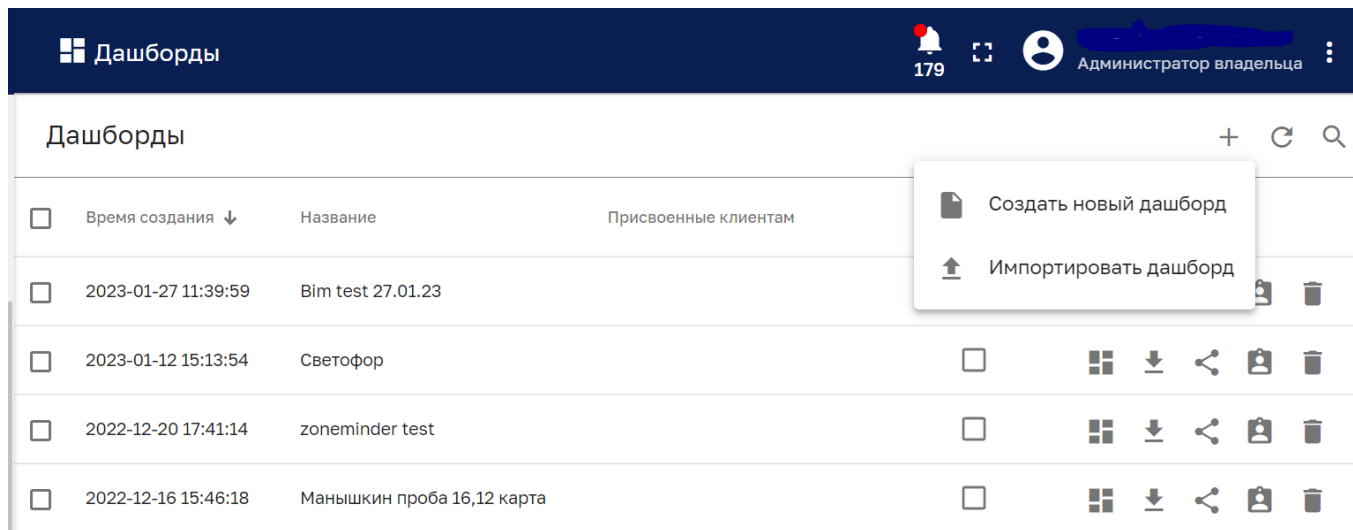 Дашборды
179
Администратор владельца
Дашборды
Время создания Название Присвоенные клиентам
Создать новый дашборд
Импортировать дашборд
2023-01-27 11:39:59 Bim test 27.01.23
2023-01-12 15:13:54 Светофор
2022-12-20 17:41:14 zoneminder test
2022-12-16 15:46:18 Манышкин проба 16,12 карта